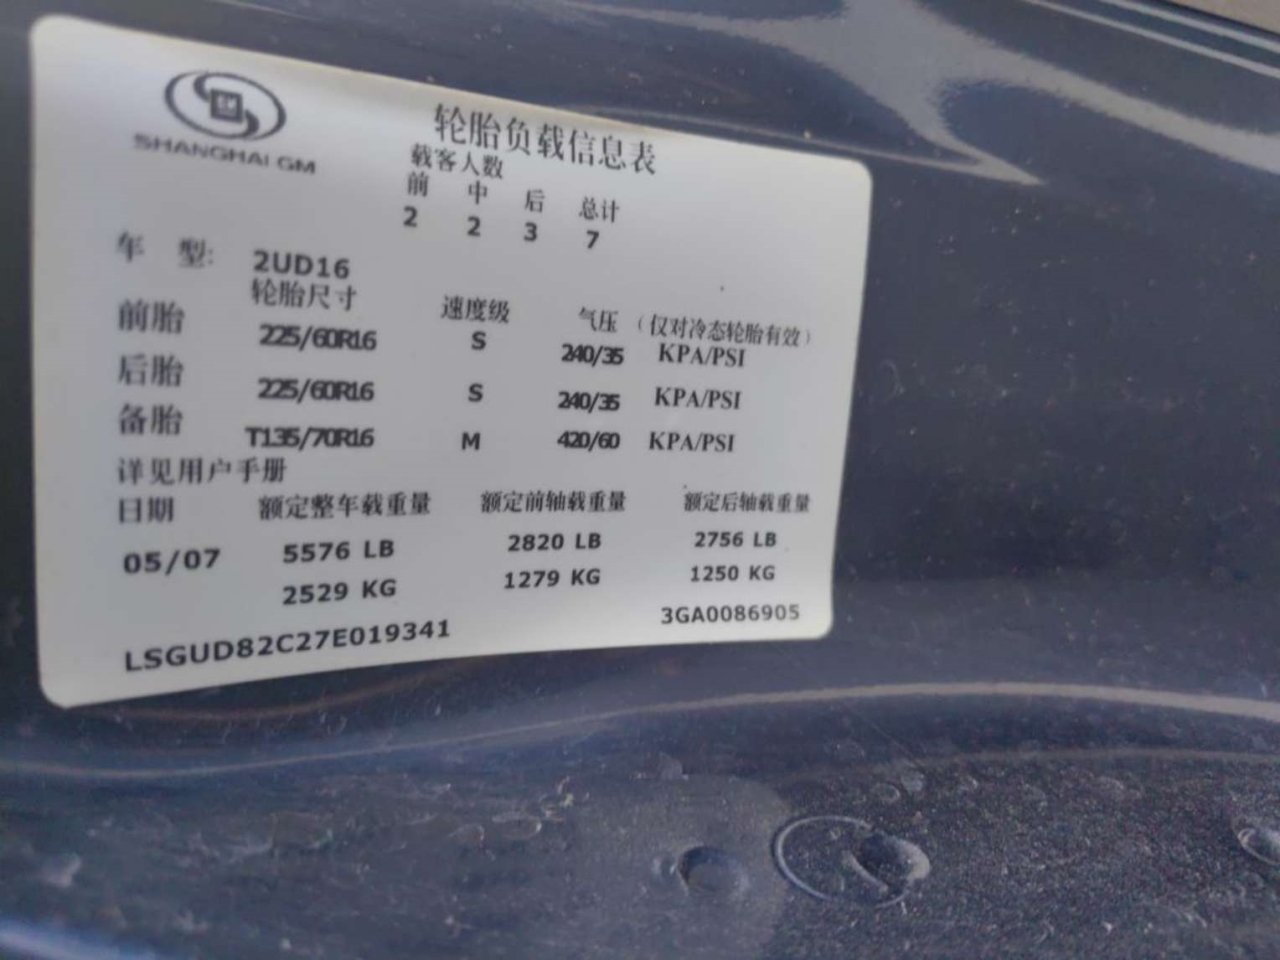 SHANGHAI GM
轮胎负载信息表
载客人数
前 中 后 总计
2 2 3 7
车 型: 2UD16
轮胎尺寸 速度级 气压（仅对冷态轮胎有效）
前胎 225/60R16 S 240/35 KPA/PSI
后胎 225/60R16 S 240/35 KPA/PSI
备胎 T135/70R16 M 420/60 KPA/PSI
详见用户手册
日期 额定整车载重量 额定前轴载重量 额定后轴载重量
05/07 5576 LB 2820 LB 2756 LB
2529 KG 1279 KG 1250 KG
LSGUD82C27E019341 3GA0086905